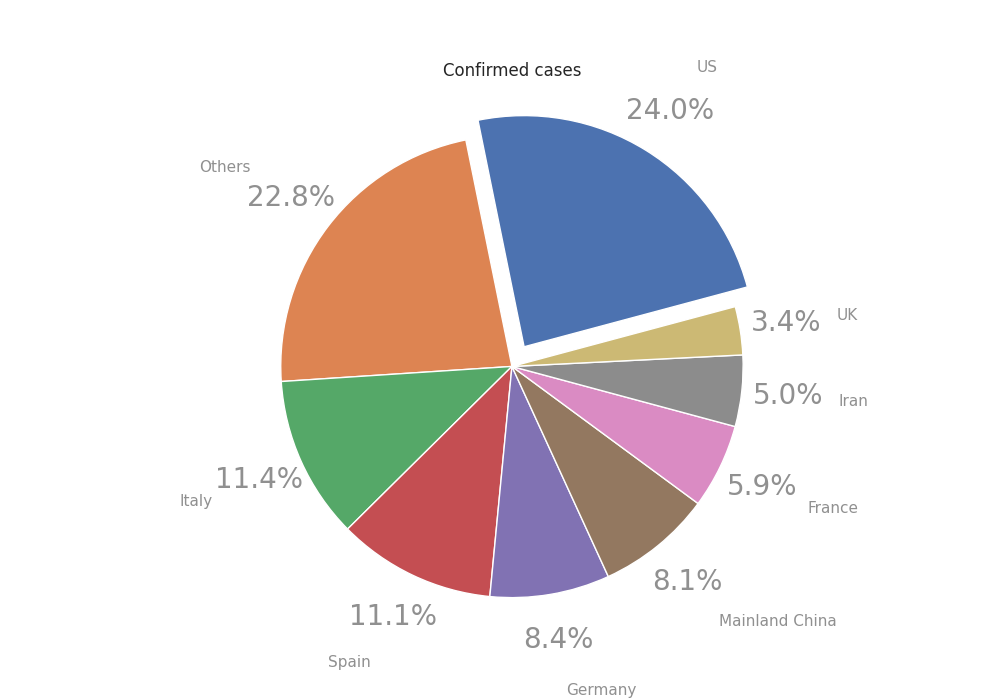 Confirmed cases
US
24.0%
Others
22.8%
UK
3.4%
Iran
5.0%
Italy
11.4%
France
5.9%
Mainland China
8.1%
Spain
11.1%
Germany
8.4%